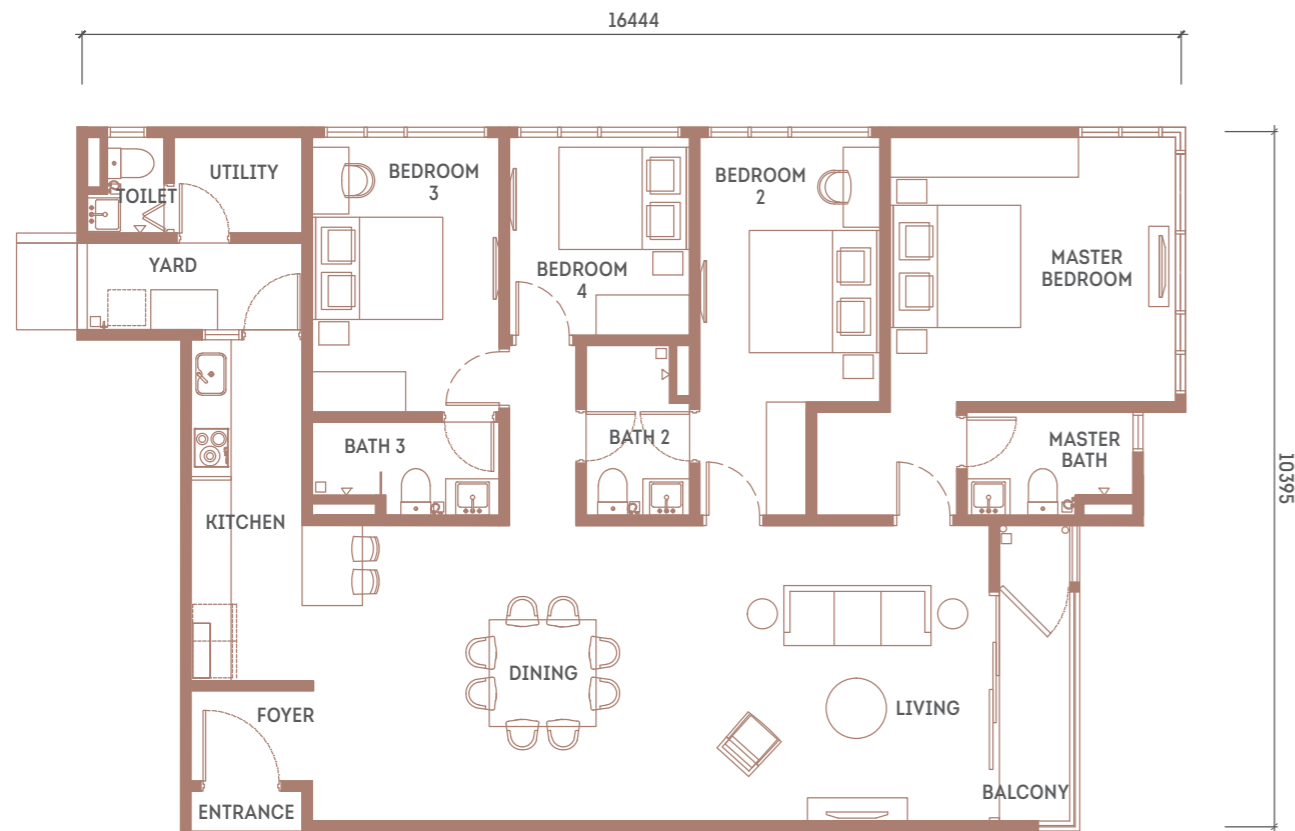 16444
UTILITY
BEDROOM
3
BEDROOM
2
TOILET
YARD
BEDROOM
4
MASTER
BEDROOM
BATH 3
BATH 2
MASTER
BATH
10395
KITCHEN
DINING
FOYER
LIVING
ENTRANCE
BALCONY